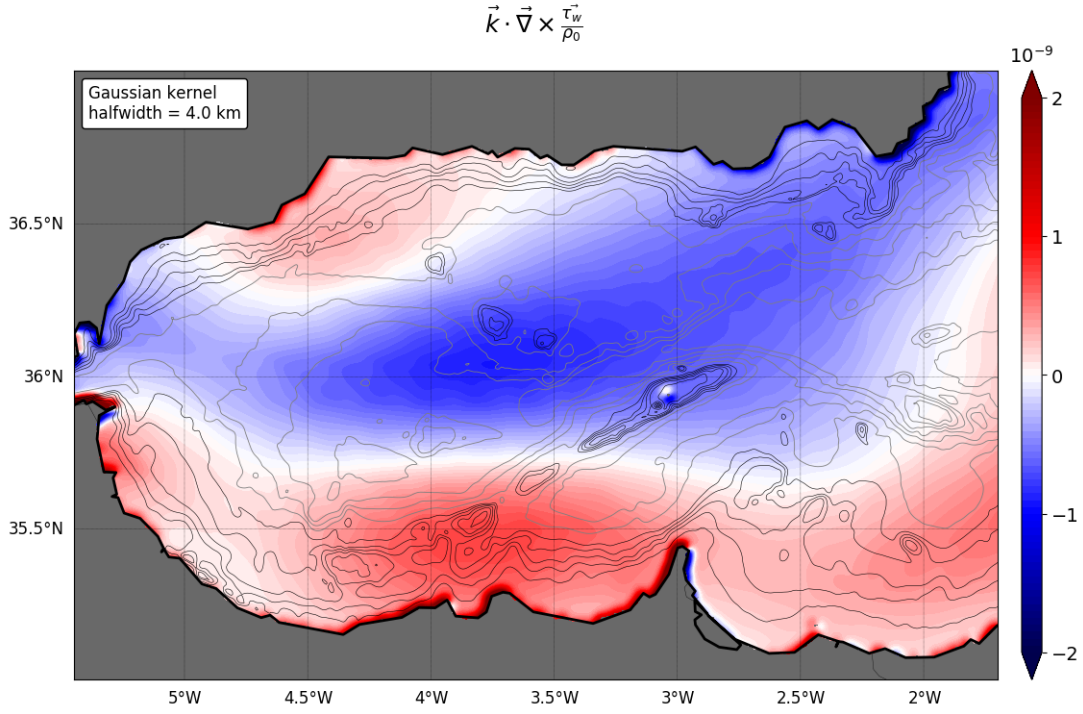 k⃗ · ∇⃗ × τ⃗_w/ρ₀
Gaussian kernel
halfwidth = 4.0 km
10⁻⁹
2
1
0
−1
−2
36.5°N
36°N
35.5°N
5°W
4.5°W
4°W
3.5°W
3°W
2.5°W
2°W